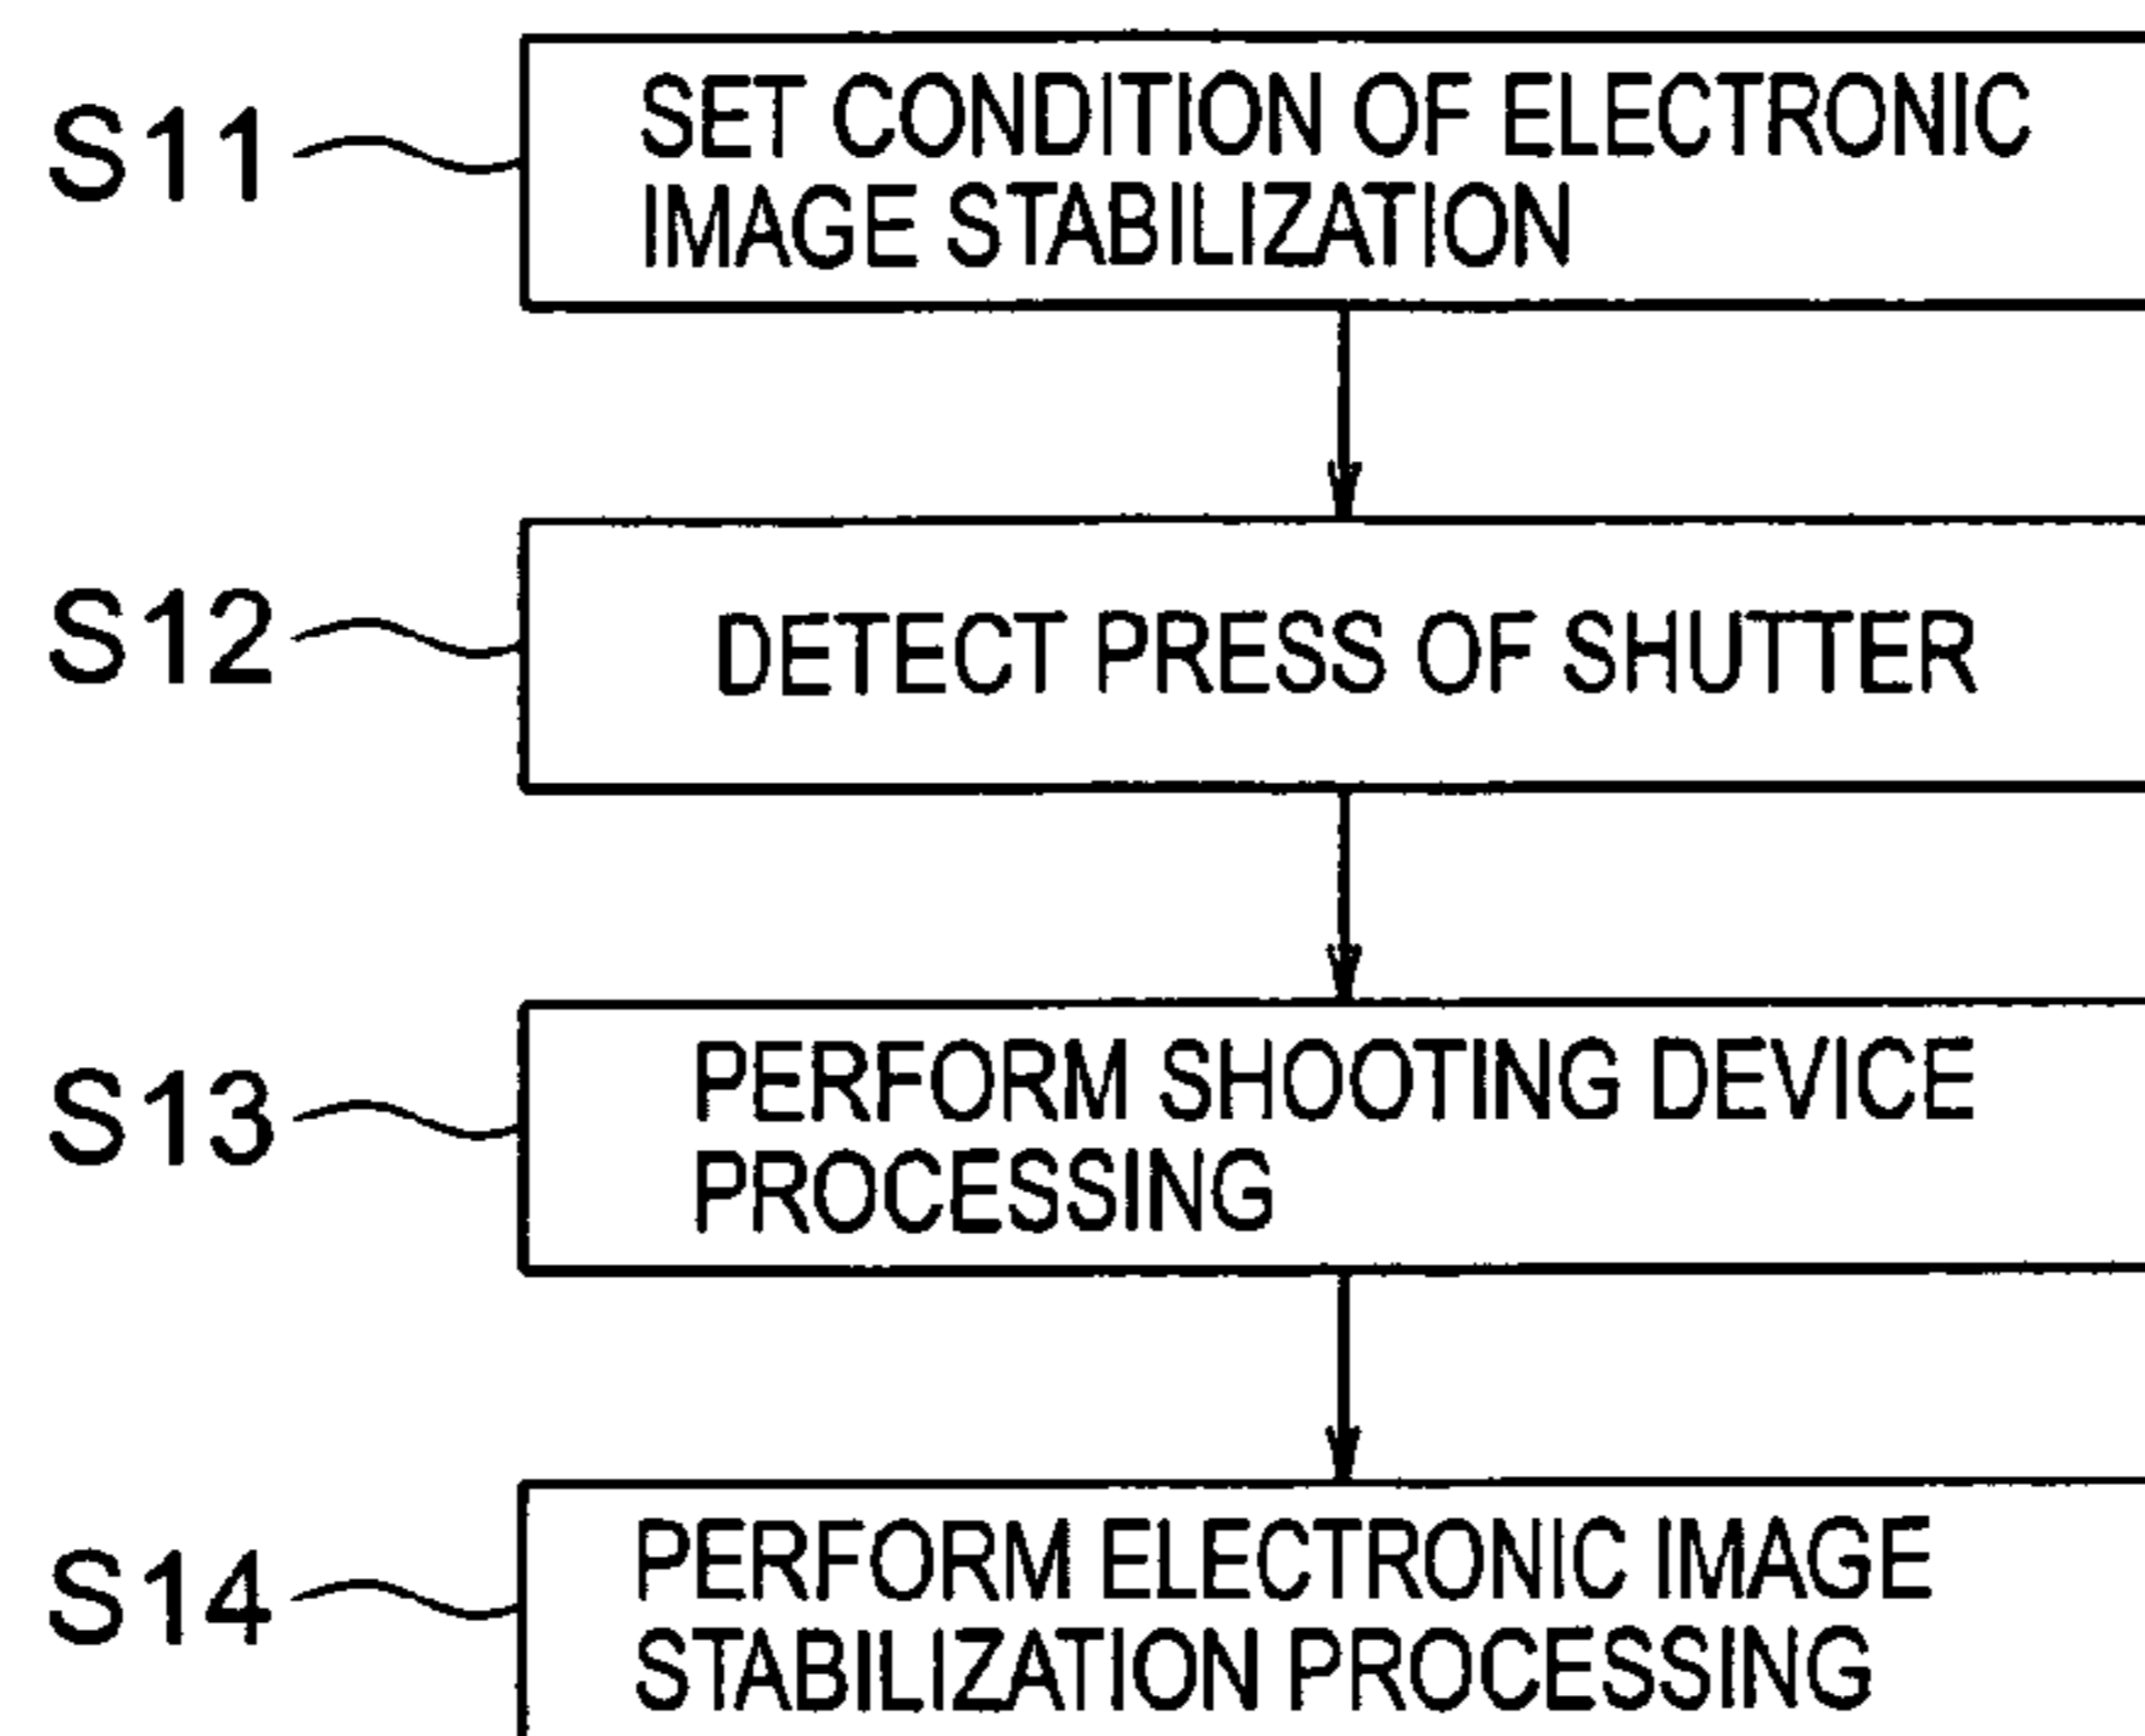 S11
SET CONDITION OF ELECTRONIC
IMAGE STABILIZATION
S12
DETECT PRESS OF SHUTTER
S13
PERFORM SHOOTING DEVICE
PROCESSING
S14
PERFORM ELECTRONIC IMAGE
STABILIZATION PROCESSING